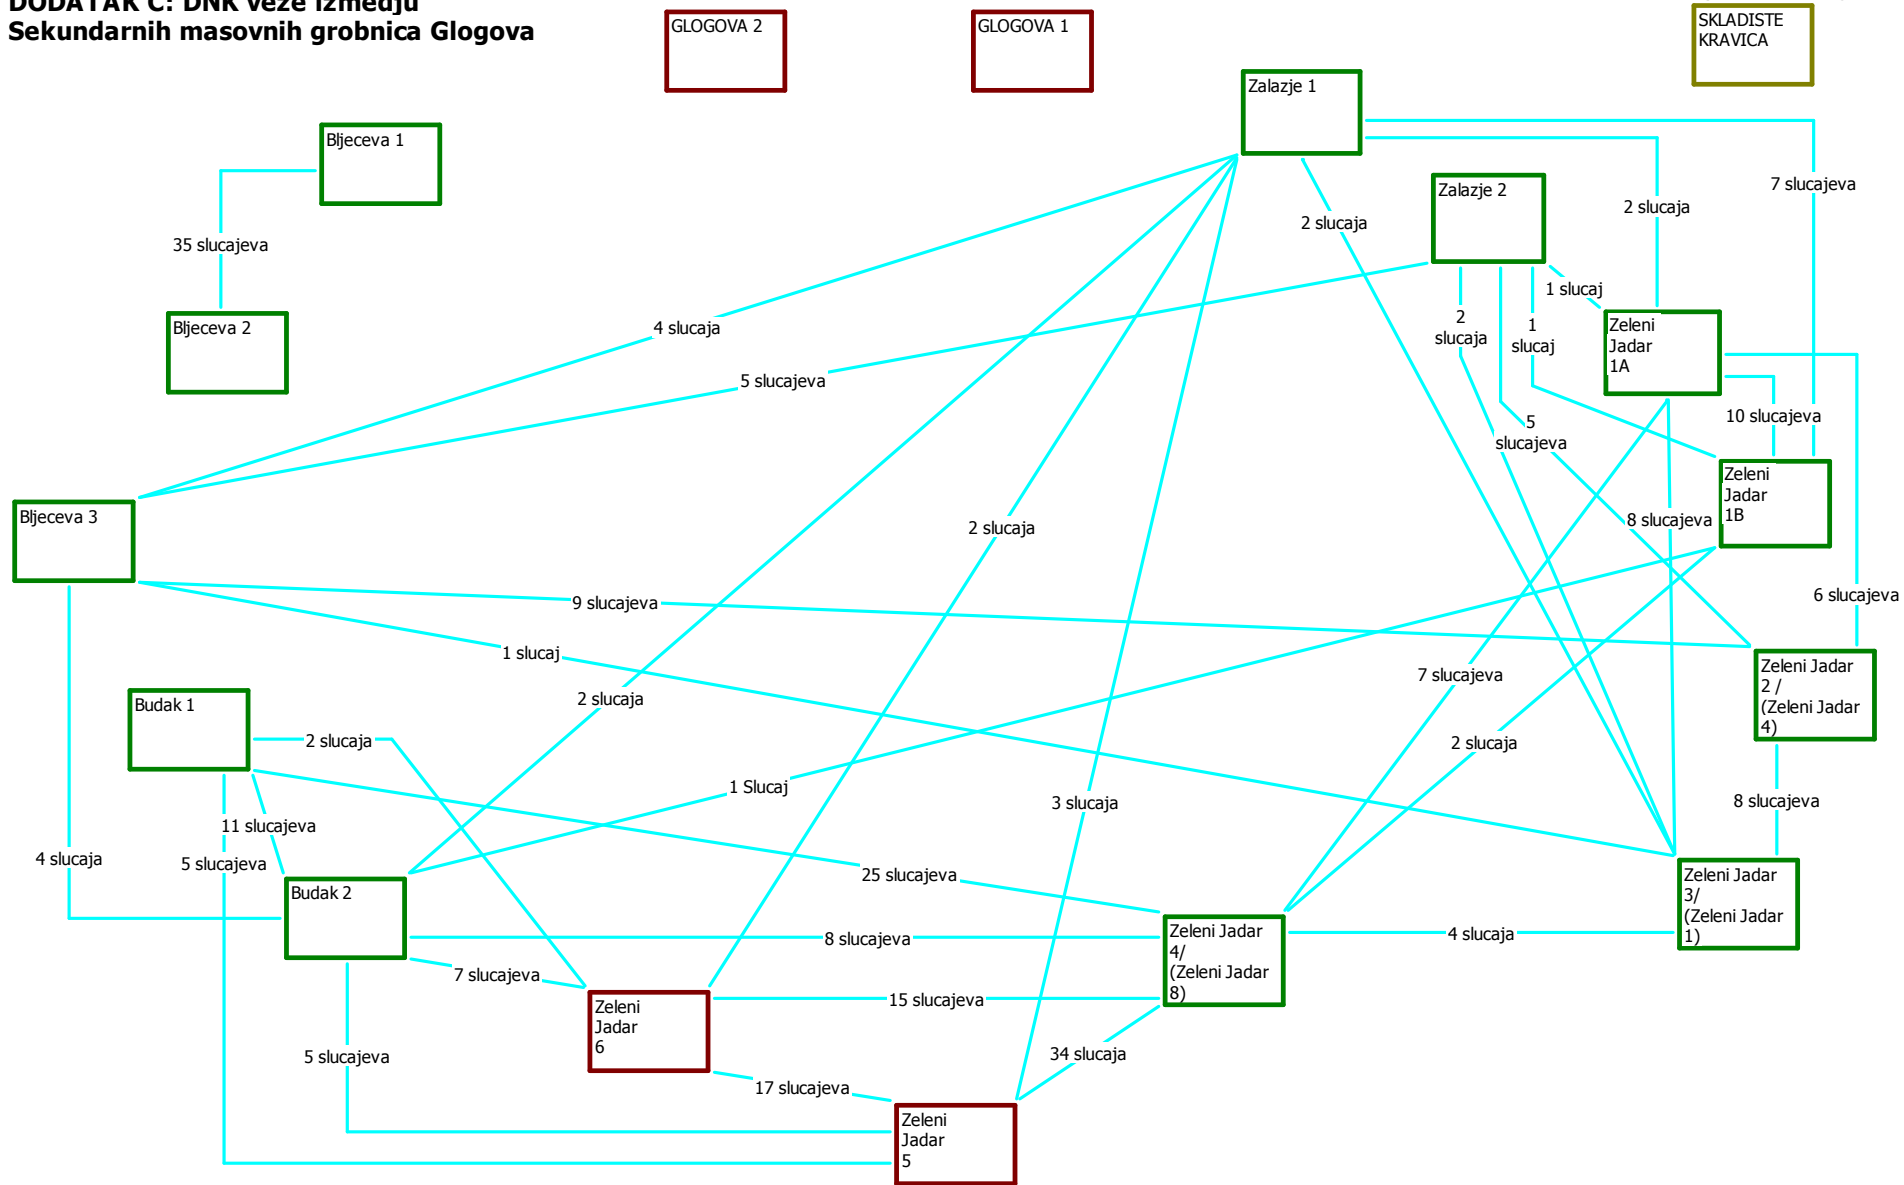 DODATAK C: DNK veze izmedju
Sekundarnih masovnih grobnica Glogova
GLOGOVA 2
GLOGOVA 1
SKLADISTE
KRAVICA
Zalazje 1
Bljeceva 1
Zalazje 2
7 slucajeva
2 slucaja
2 slucaja
35 slucajeva
1 slucaj
Bljeceva 2
4 slucaja
2
slucaja
1
slucaj
Zeleni
Jadar
1A
5 slucajeva
10 slucajeva
5
slucajeva
Zeleni
Jadar
1B
Bljeceva 3
2 slucaja
8 slucajeva
9 slucajeva
6 slucajeva
1 slucaj
Zeleni Jadar
2 /
(Zeleni Jadar
4)
7 slucajeva
Budak 1
2 slucaja
2 slucaja
2 slucaja
1 Slucaj
3 slucaja
8 slucajeva
11 slucajeva
4 slucaja
5 slucajeva
25 slucajeva
Zeleni Jadar
3/
(Zeleni Jadar
1)
Budak 2
8 slucajeva
Zeleni Jadar
4/
(Zeleni Jadar
8)
4 slucaja
7 slucajeva
15 slucajeva
Zeleni
Jadar
6
5 slucajeva
34 slucaja
17 slucajeva
Zeleni
Jadar
5